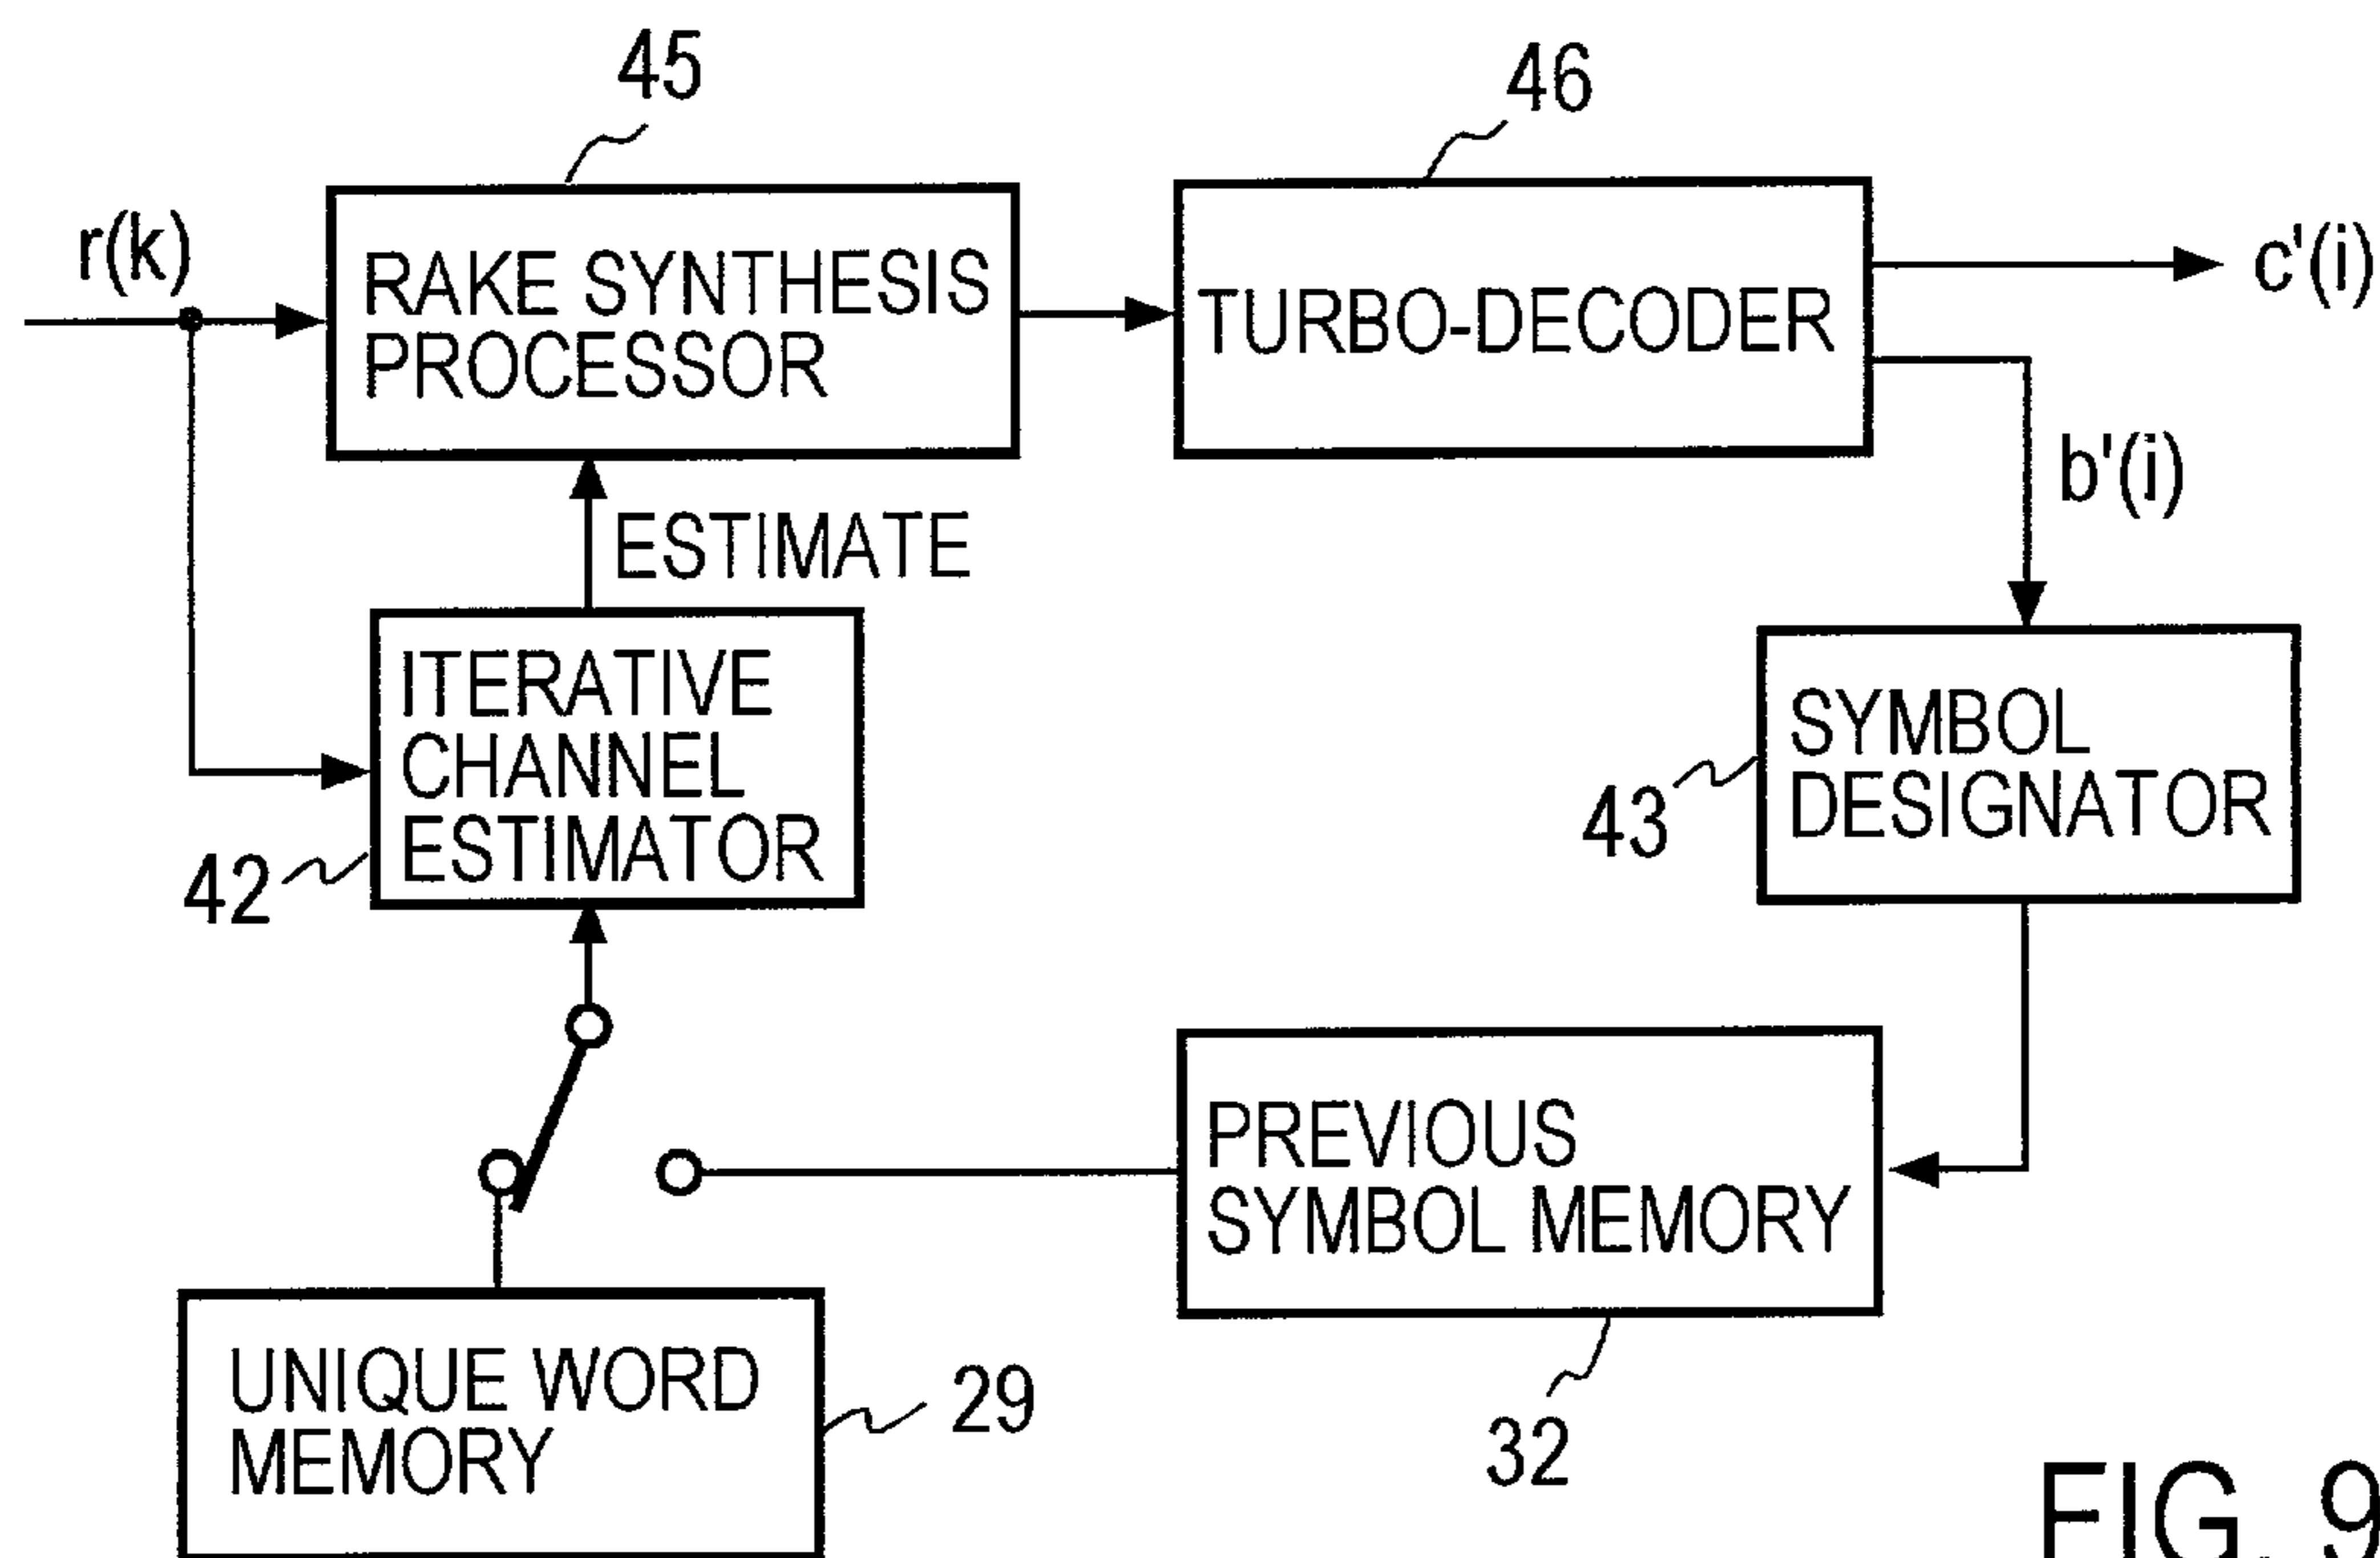 45
46
r(k)
RAKE SYNTHESIS
PROCESSOR
TURBO-DECODER
c'(i)
b'(i)
ESTIMATE
ITERATIVE
CHANNEL
ESTIMATOR
42
SYMBOL
DESIGNATOR
43
PREVIOUS
SYMBOL MEMORY
32
UNIQUE WORD
MEMORY
29
FIG. 9